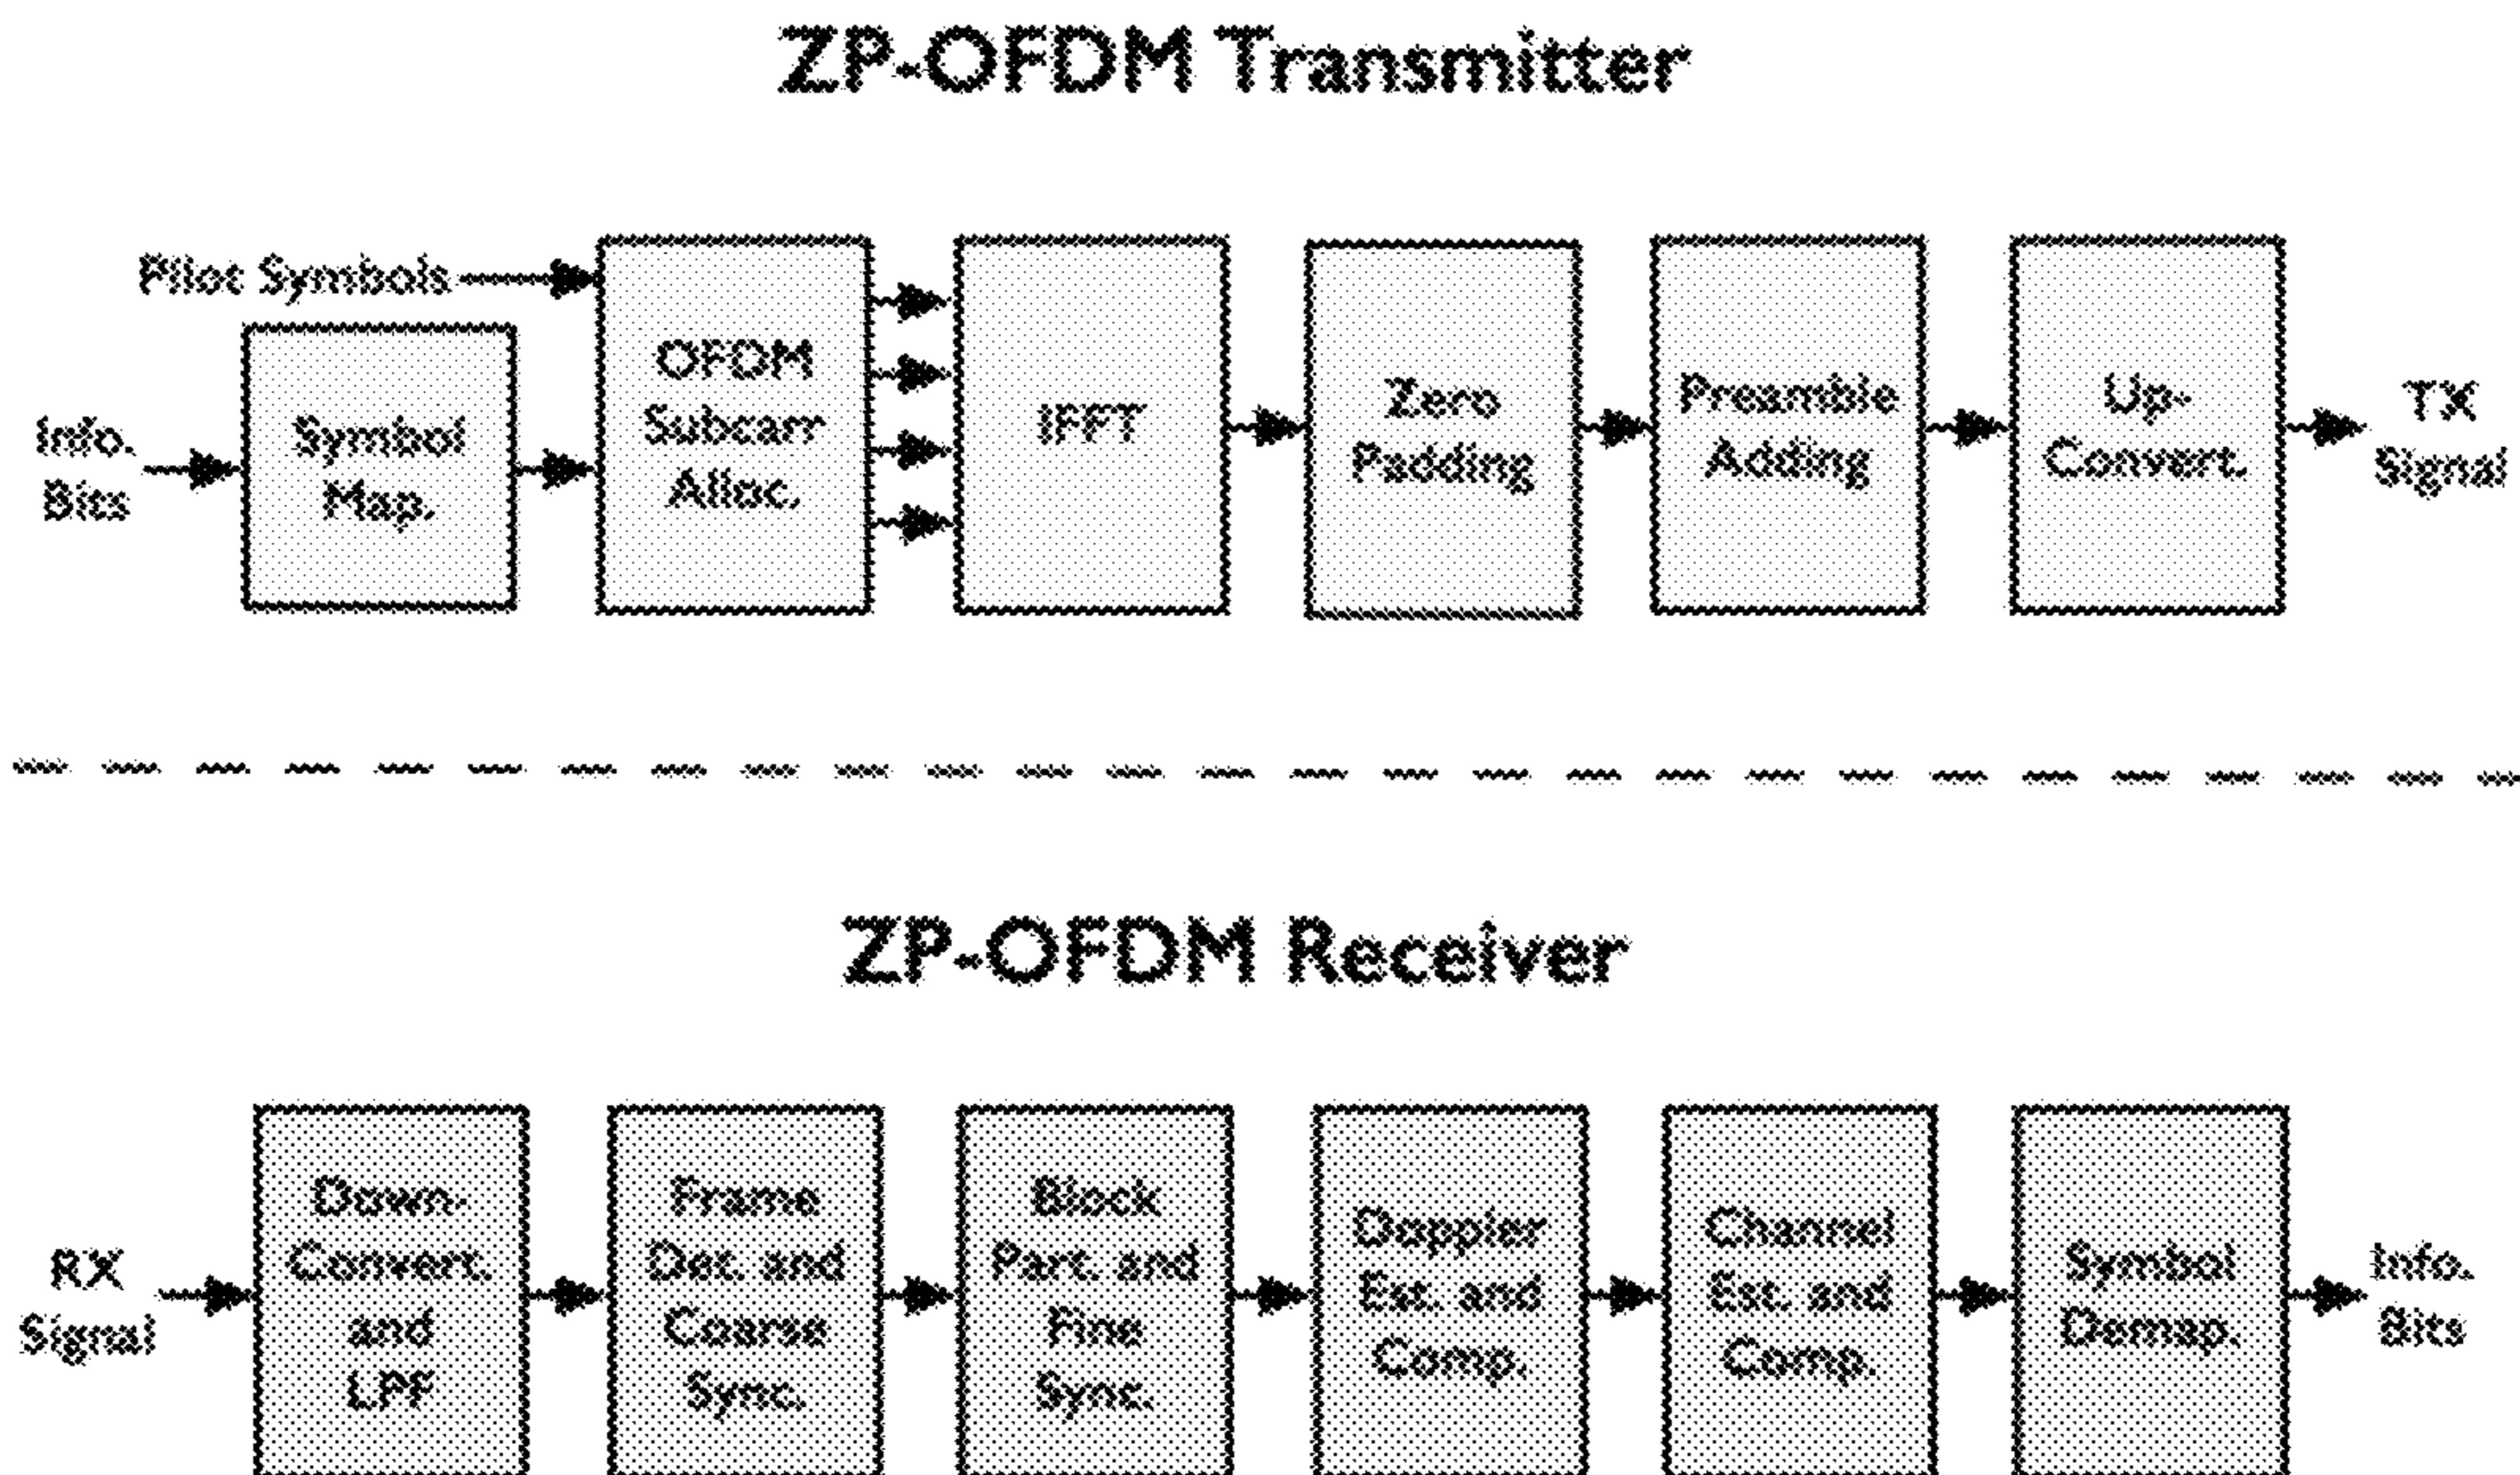 ZP-OFDM Transmitter
Pilot Symbols
Info.
Bits
Symbol
Map.
OFDM
Subcarr
Alloc.
IFFT
Zero
Padding
Preamble
Adding
Up-
Convert.
TX
Signal
ZP-OFDM Receiver
RX
Signal
Down-
Convert.
and
LPF
Frame
Det. and
Coarse
Sync.
Block
Part. and
Fine
Sync.
Doppler
Est. and
Comp.
Channel
Est. and
Comp.
Symbol
Demap.
Info.
Bits